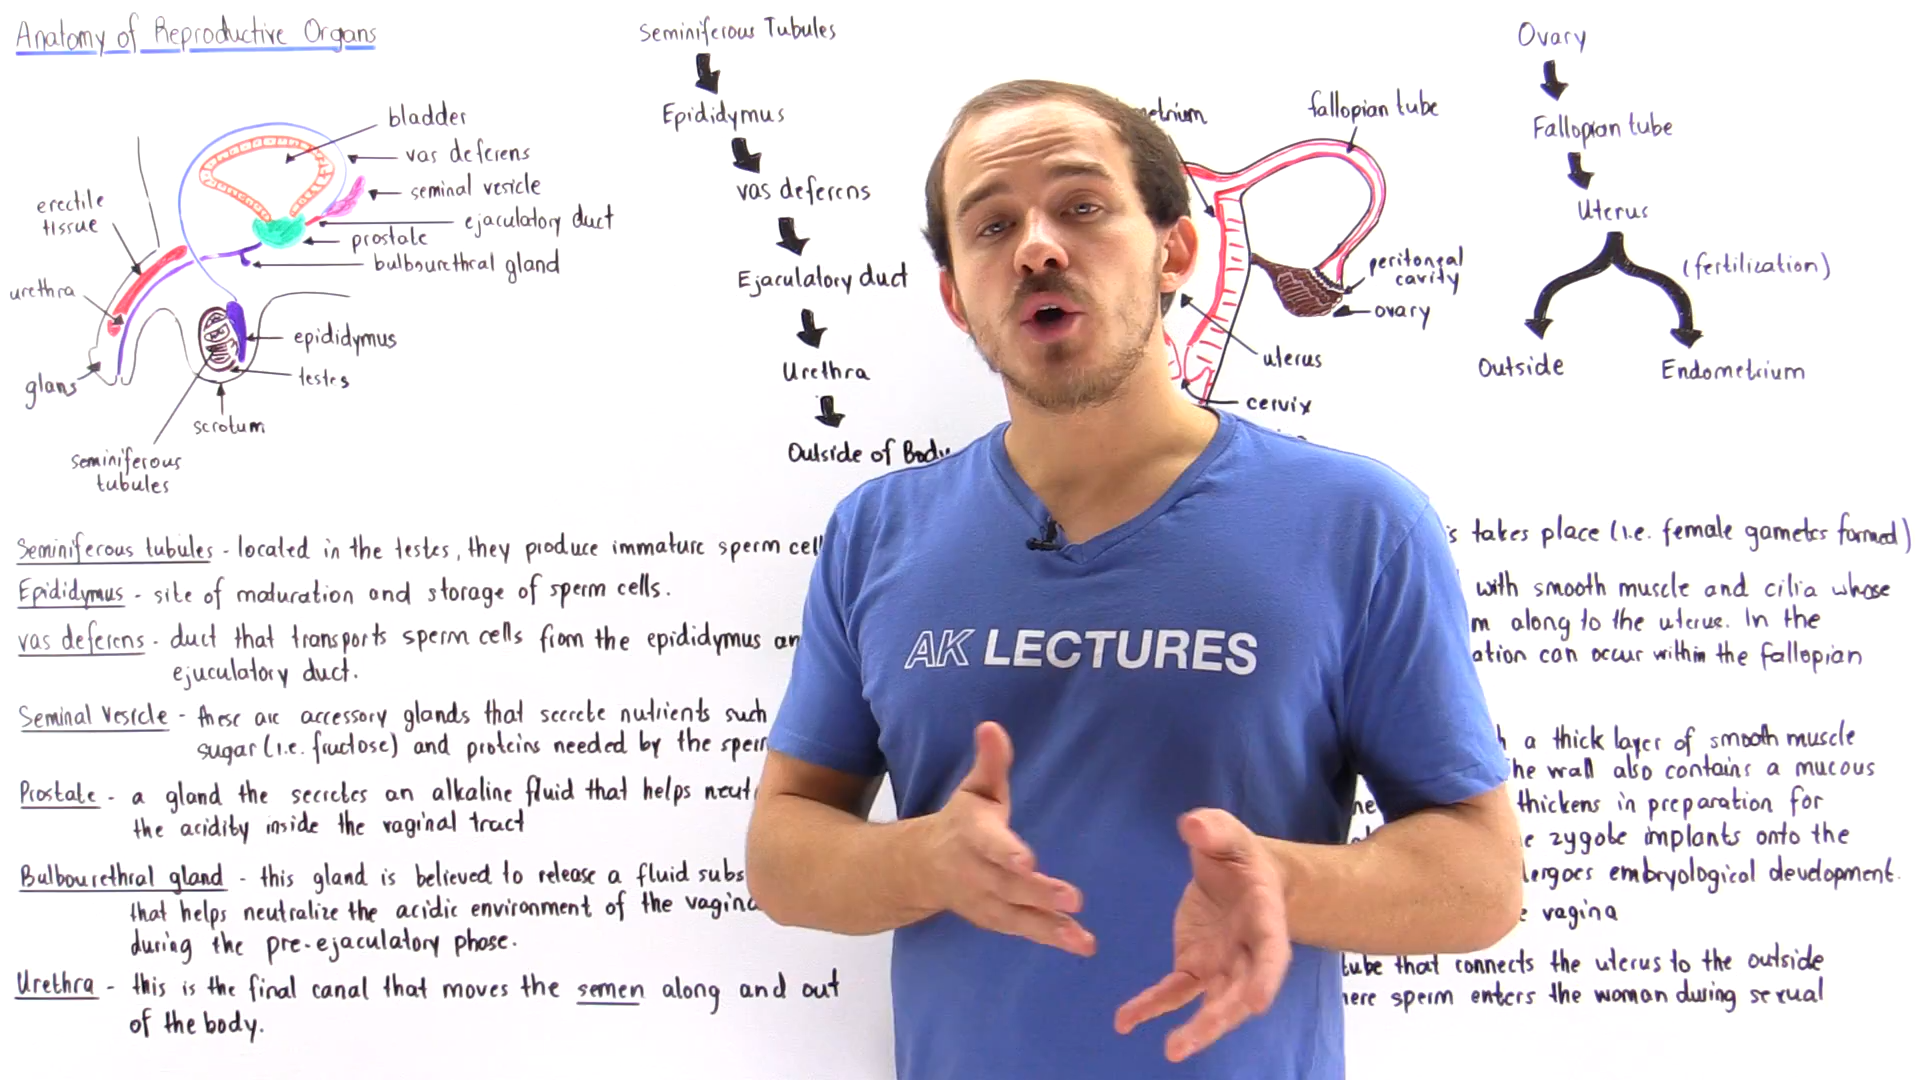 Anatomy of Reproductive Organs
bladder
vas deferens
seminal vesicle
ejaculatory duct
prostate
bulbourethral gland
erectile
tissue
urethra
glans
epididymus
testes
scrotum
seminiferous
tubules
Seminiferous Tubules
Epididymus
vas deferens
Ejaculatory duct
Urethra
Outside of Body
fallopian tube
peritoneal
cavity
ovary
uterus
cervix
Ovary
Fallopian tube
Uterus
(fertilization)
Outside
Endometrium
Seminiferous tubules - located in the testes, they produce immature sperm
Epididymus - site of maturation and storage of sperm cells.
vas deferens - duct that transports sperm cells from the epididymus
ejuculatory duct.
Seminal Vesicle - these are accessory glands that secrete nutrients such
sugar (i.e. fructose) and proteins needed by the
Prostate - a gland the secretes an alkaline fluid that helps
the acidity inside the vaginal tract
Bulbourethral gland - this gland is believed to release a fluid
that helps neutralize the acidic environment of the
during the pre-ejaculatory phase.
Urethra - this is the final canal that moves the semen along and out
of the body.
takes place (i.e. female gametes formed)
with smooth muscle and cilia whose
along to the uterus. In the
can occur within the fallopian
a thick layer of smooth muscle
wall also contains a mucous
thickens in preparation for
zygote implants onto the
embryological development.
vagina
tube that connects the uterus to the outside
sperm enters the woman during sexual
AK LECTURES